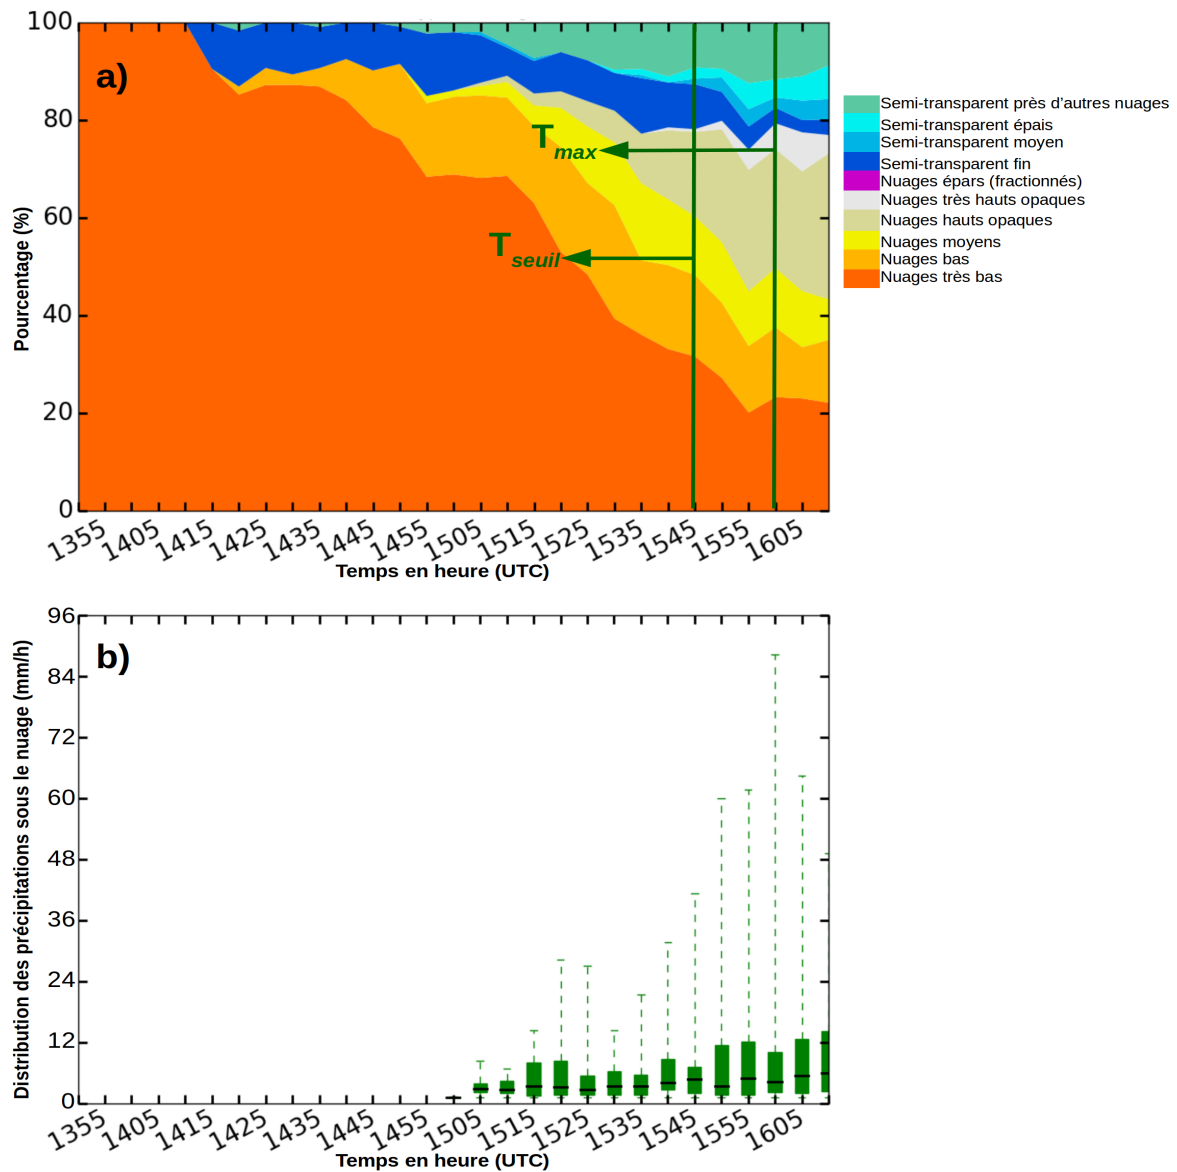 100
80
60
40
20
0
Pourcentage (%)
a)
T max
T seuil
1355 1405 1415 1425 1435 1445 1455 1505 1515 1525 1535 1545 1555 1605
Temps en heure (UTC)
Semi-transparent près d'autres nuages
Semi-transparent épais
Semi-transparent moyen
Semi-transparent fin
Nuages épars (fractionnés)
Nuages très hauts opaques
Nuages hauts opaques
Nuages moyens
Nuages bas
Nuages très bas
96
84
72
60
48
36
24
12
0
Distribution des précipitations sous le nuage (mm/h)
b)
1355 1405 1415 1425 1435 1445 1455 1505 1515 1525 1535 1545 1555 1605
Temps en heure (UTC)